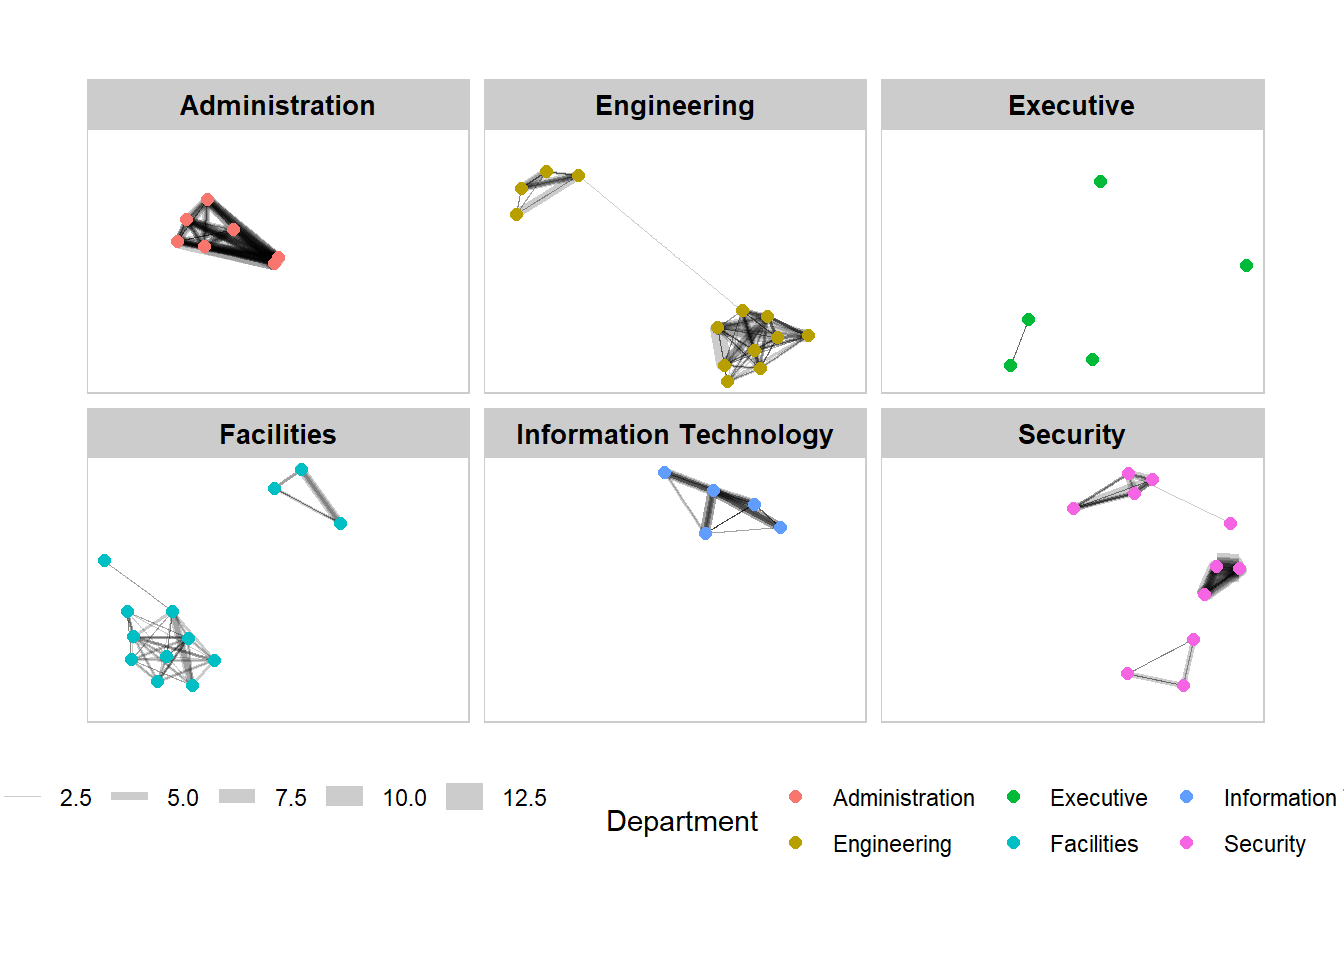 Administration
Engineering
Executive
Facilities
Information Technology
Security
2.5
5.0
7.5
10.0
12.5
Department
Administration
Executive
Information
Engineering
Facilities
Security